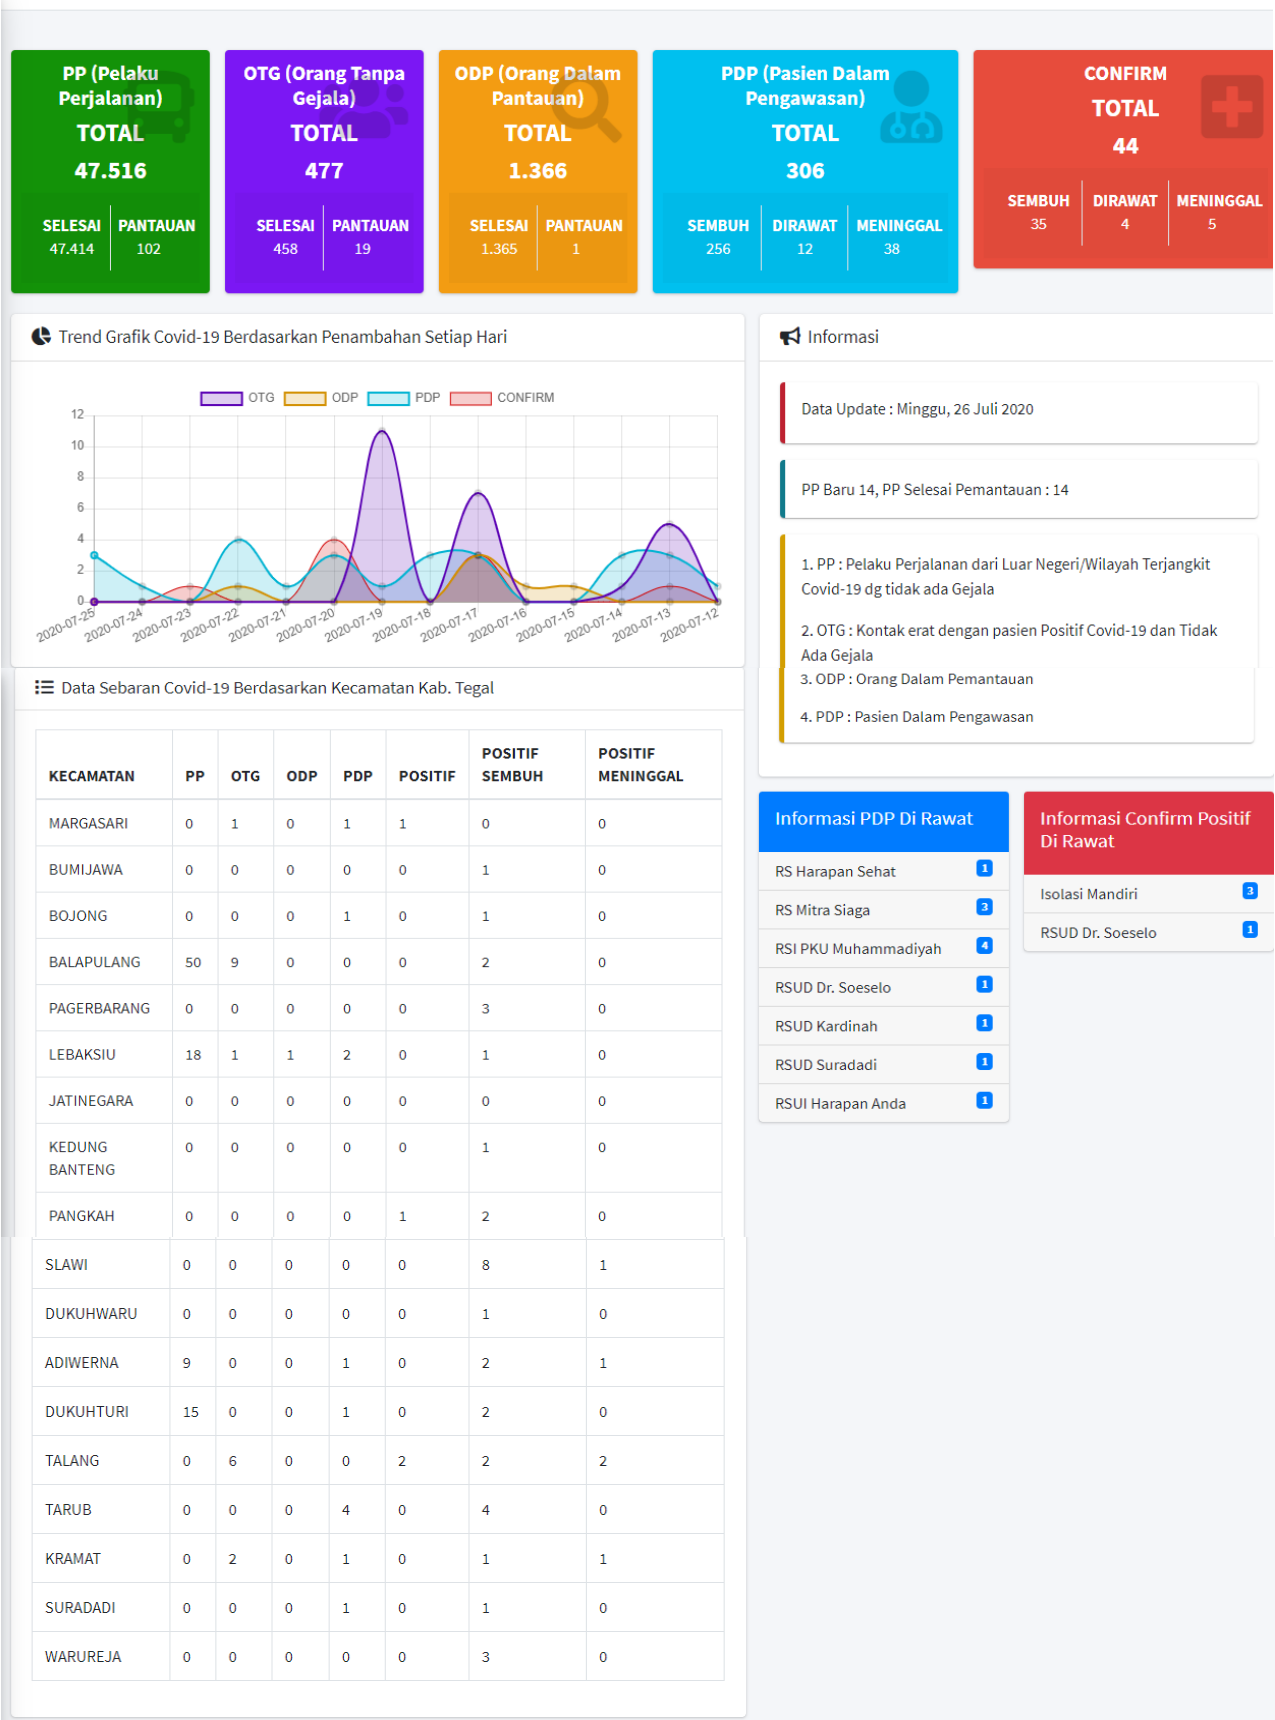 PP (Pelaku
Perjalanan)
TOTAL
47.516
SELESAI PANTAUAN
47.414 102
OTG (Orang Tanpa
Gejala)
TOTAL
477
SELESAI PANTAUAN
458 19
ODP (Orang Dalam
Pantauan)
TOTAL
1.366
SELESAI PANTAUAN
1.365 1
PDP (Pasien Dalam
Pengawasan)
TOTAL
306
SEMBUH DIRAWAT MENINGGAL
256 12 38
CONFIRM
TOTAL
44
SEMBUH DIRAWAT MENINGGAL
35 4 5
Trend Grafik Covid-19 Berdasarkan Penambahan Setiap Hari
OTG ODP PDP CONFIRM
12
10
8
6
4
2
0
2020-07-25 2020-07-24 2020-07-23 2020-07-22 2020-07-21 2020-07-20 2020-07-19 2020-07-18 2020-07-17 2020-07-16 2020-07-15 2020-07-14 2020-07-13 2020-07-12
Informasi
Data Update : Minggu, 26 Juli 2020
PP Baru 14, PP Selesai Pemantauan : 14
1. PP : Pelaku Perjalanan dari Luar Negeri/Wilayah Terjangkit
Covid-19 dg tidak ada Gejala
2. OTG : Kontak erat dengan pasien Positif Covid-19 dan Tidak
Ada Gejala
3. ODP : Orang Dalam Pemantauan
4. PDP : Pasien Dalam Pengawasan
Data Sebaran Covid-19 Berdasarkan Kecamatan Kab. Tegal
KECAMATAN PP OTG ODP PDP POSITIF POSITIF SEMBUH POSITIF MENINGGAL
MARGASARI 0 1 0 1 1 0 0
BUMIJAWA 0 0 0 0 0 1 0
BOJONG 0 0 0 1 0 1 0
BALAPULANG 50 9 0 0 0 2 0
PAGERBARANG 0 0 0 0 0 3 0
LEBAKSIU 18 1 1 2 0 1 0
JATINEGARA 0 0 0 0 0 0 0
KEDUNG BANTENG 0 0 0 0 0 1 0
PANGKAH 0 0 0 0 1 2 0
SLAWI 0 0 0 0 0 8 1
DUKUHWARU 0 0 0 0 0 1 0
ADIWERNA 9 0 0 1 0 2 1
DUKUHTURI 15 0 0 1 0 2 0
TALANG 0 6 0 0 2 2 2
TARUB 0 0 0 4 0 4 0
KRAMAT 0 2 0 1 0 1 1
SURADADI 0 0 0 1 0 1 0
WARUREJA 0 0 0 0 0 3 0
Informasi PDP Di Rawat
RS Harapan Sehat 1
RS Mitra Siaga 3
RSI PKU Muhammadiyah 4
RSUD Dr. Soeselo 1
RSUD Kardinah 1
RSUD Suradadi 1
RSUI Harapan Anda 1
Informasi Confirm Positif
Di Rawat
Isolasi Mandiri 3
RSUD Dr. Soeselo 1